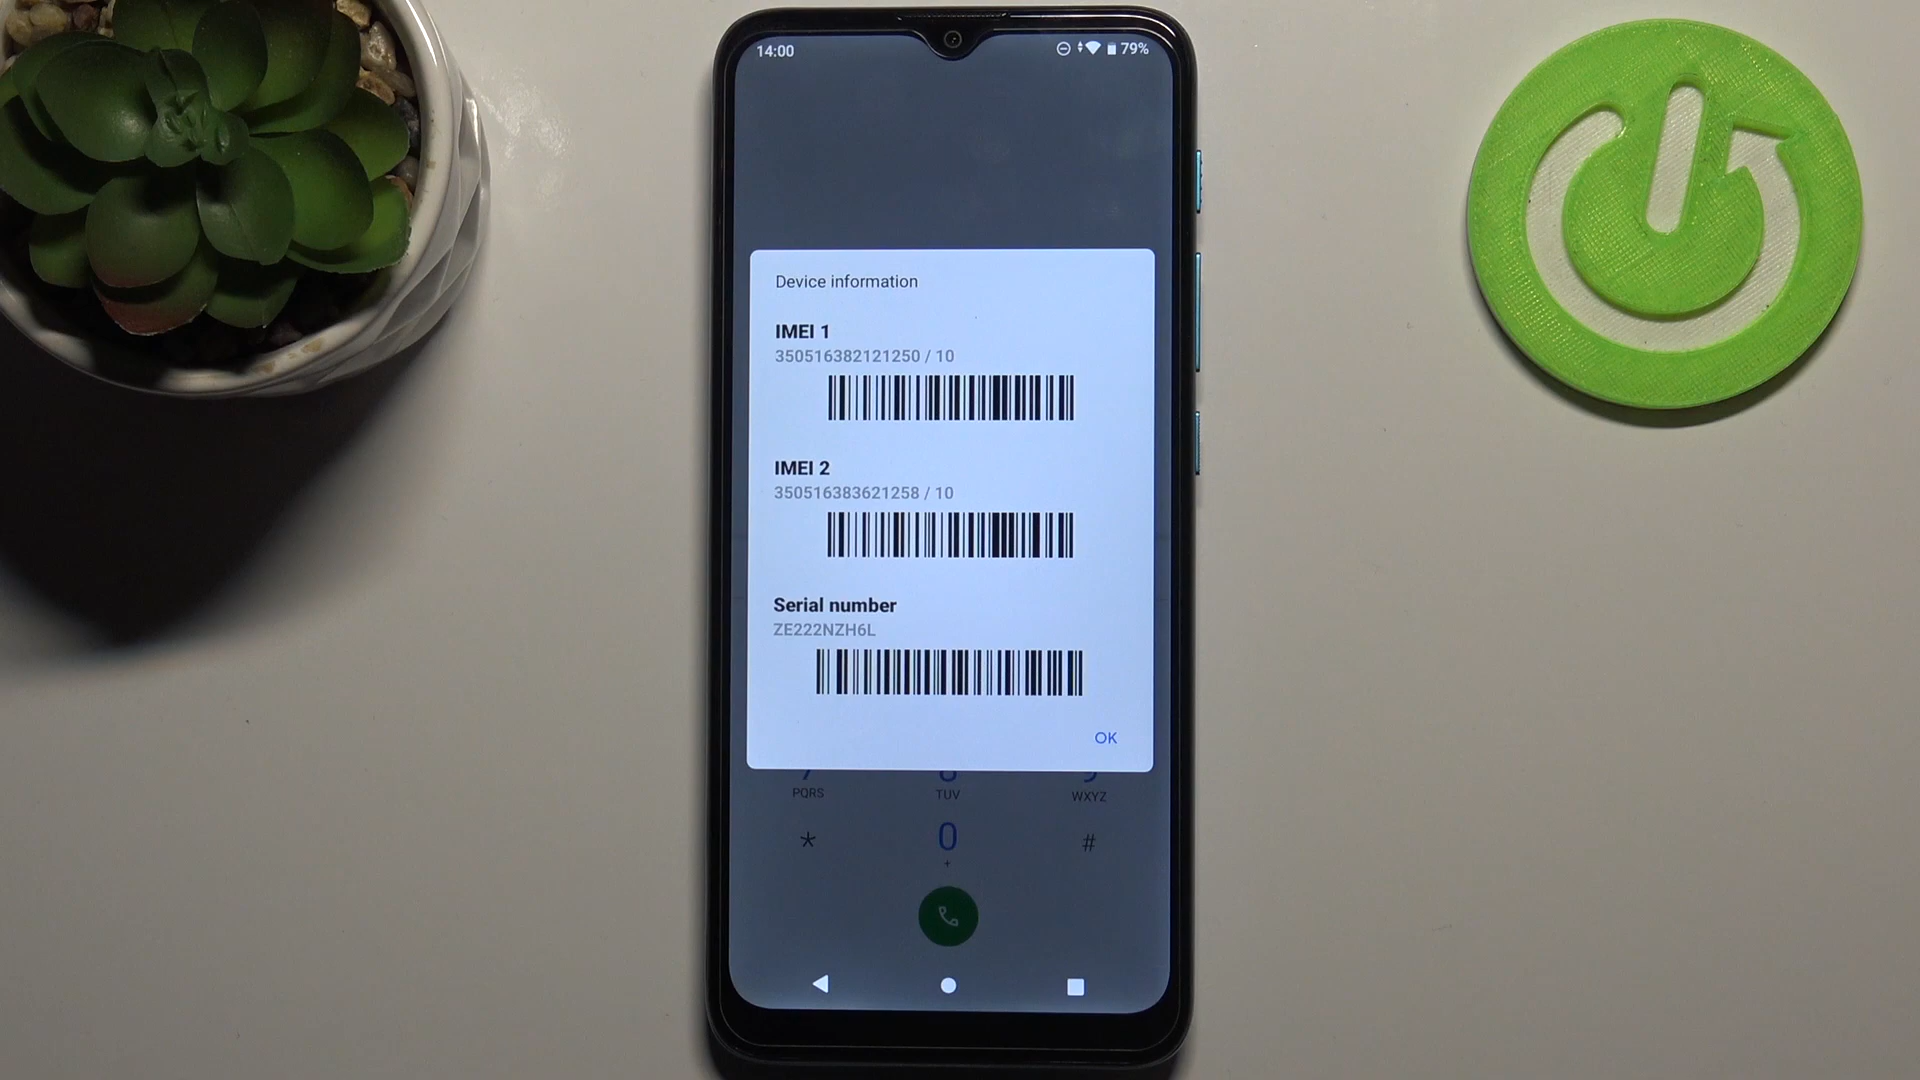 14:00
79%
Device information
IMEI 1
350516382121250 / 10
IMEI 2
350516383621258 / 10
Serial number
ZE222NZH6L
OK
PQRS TUV WXYZ
* 0 #
+